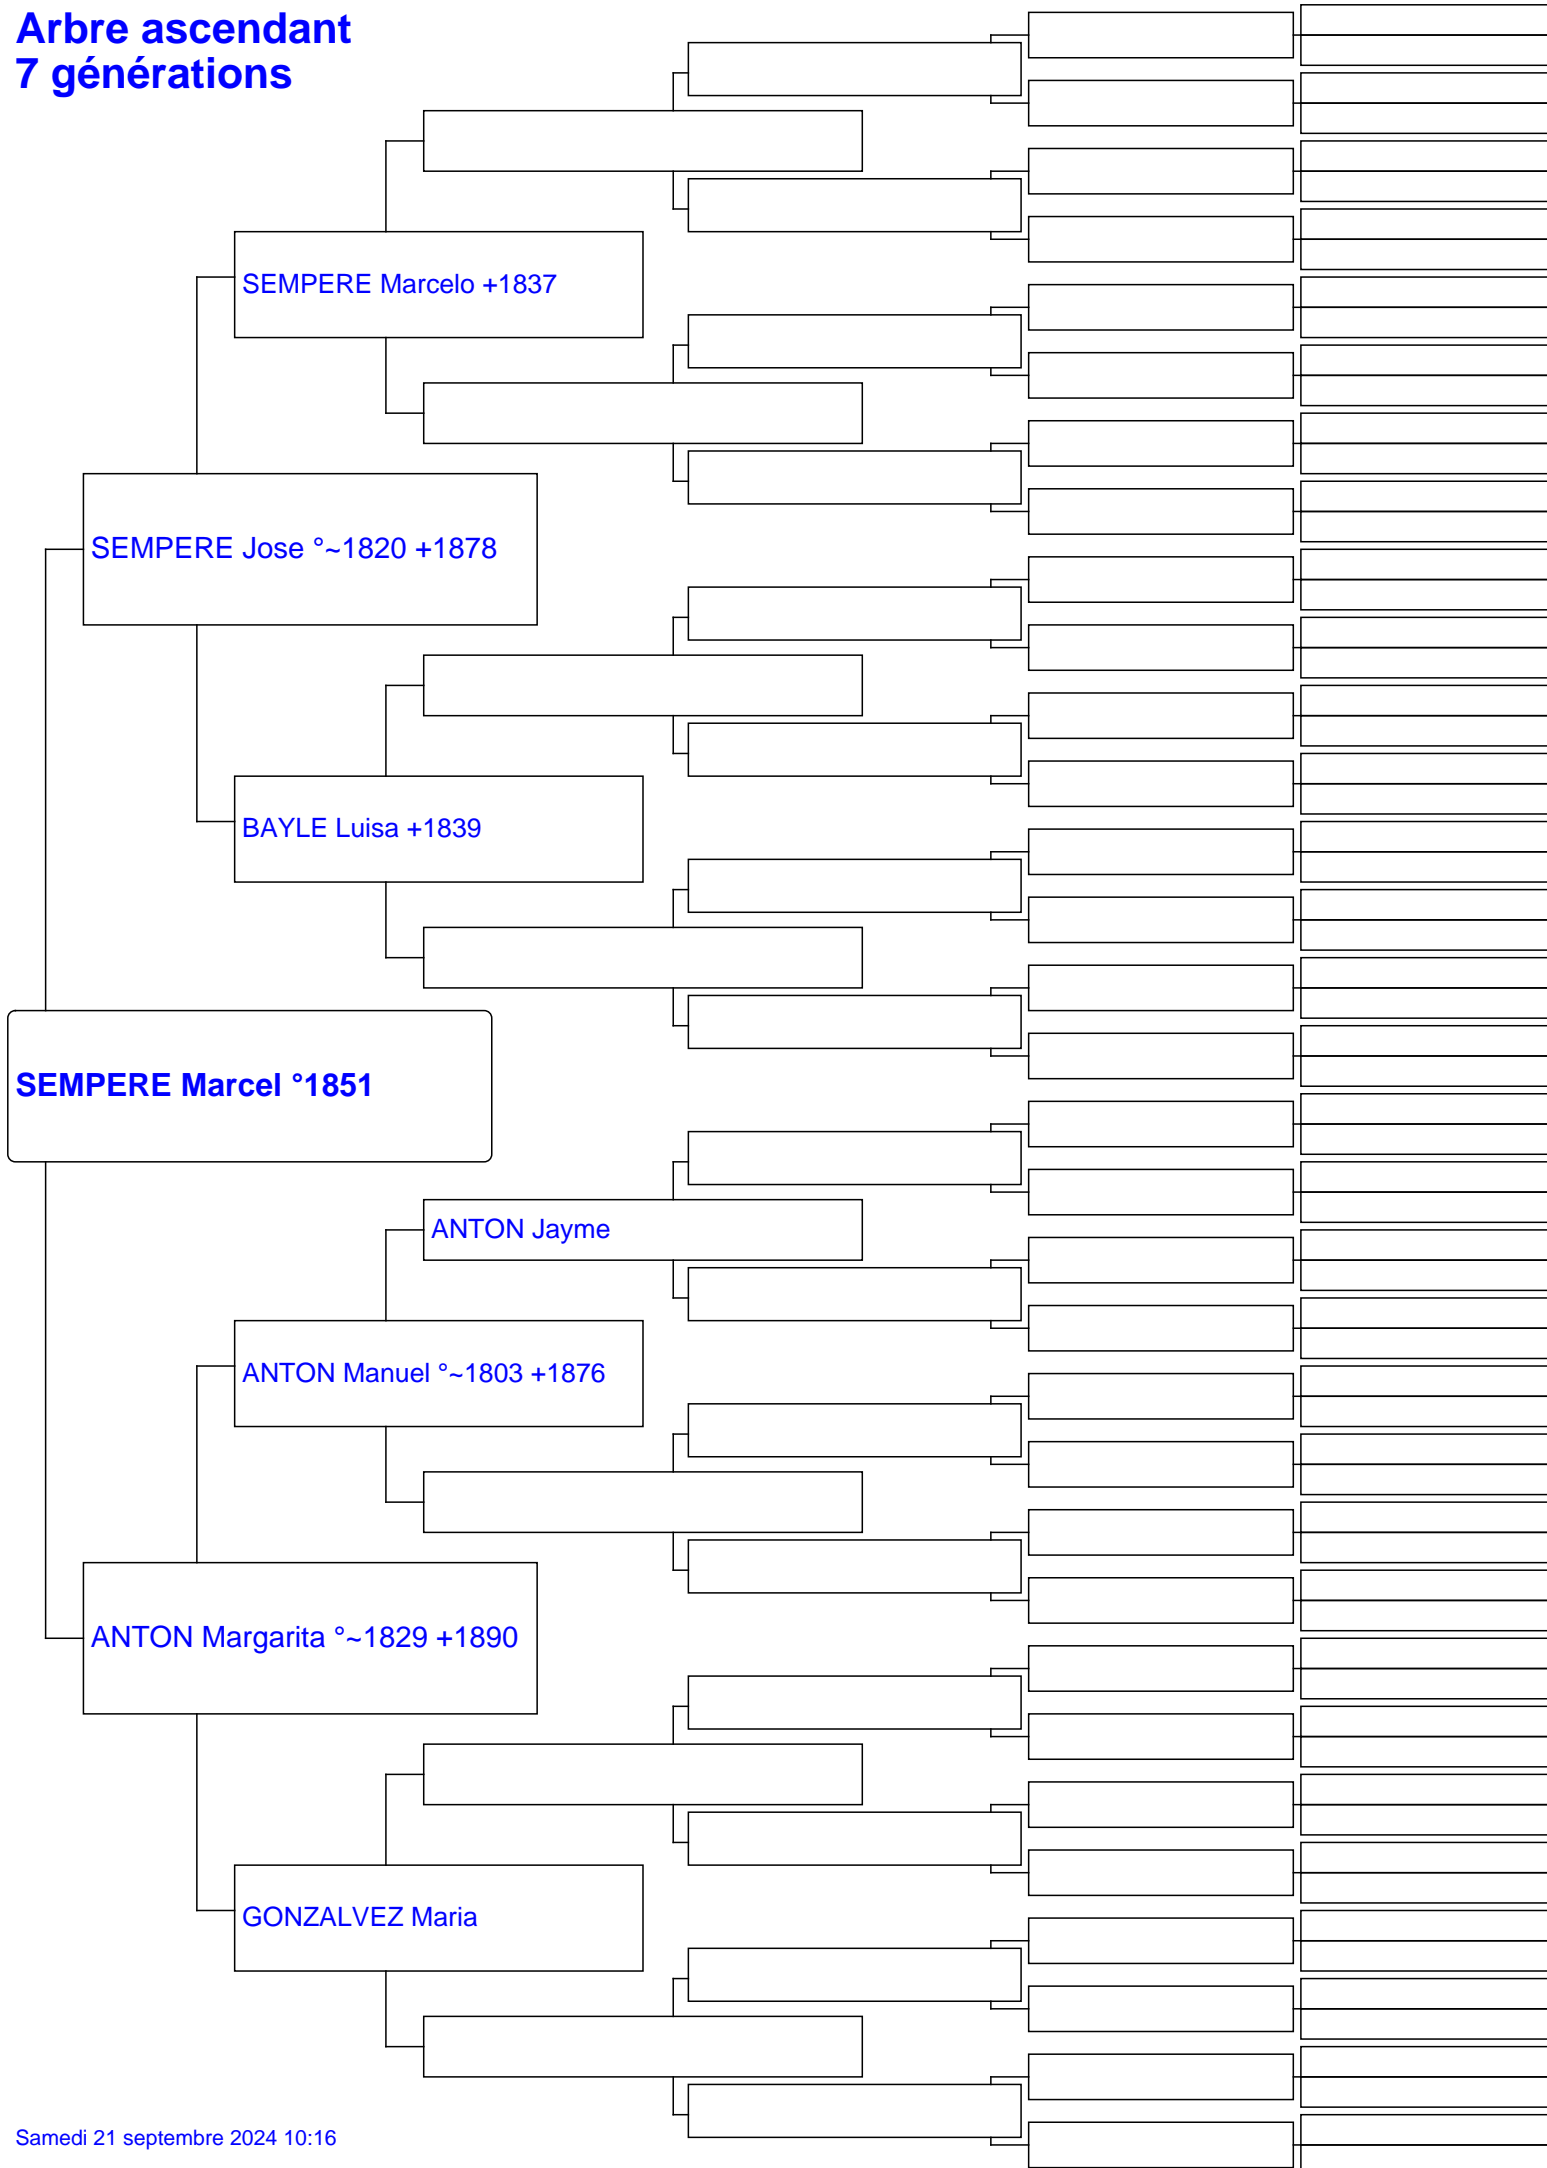 Arbre ascendant
7 générations
SEMPERE Marcelo +1837
SEMPERE Jose °~1820 +1878
BAYLE Luisa +1839
SEMPERE Marcel °1851
ANTON Jayme
ANTON Manuel °~1803 +1876
ANTON Margarita °~1829 +1890
GONZALVEZ Maria
Samedi 21 septembre 2024 10:16